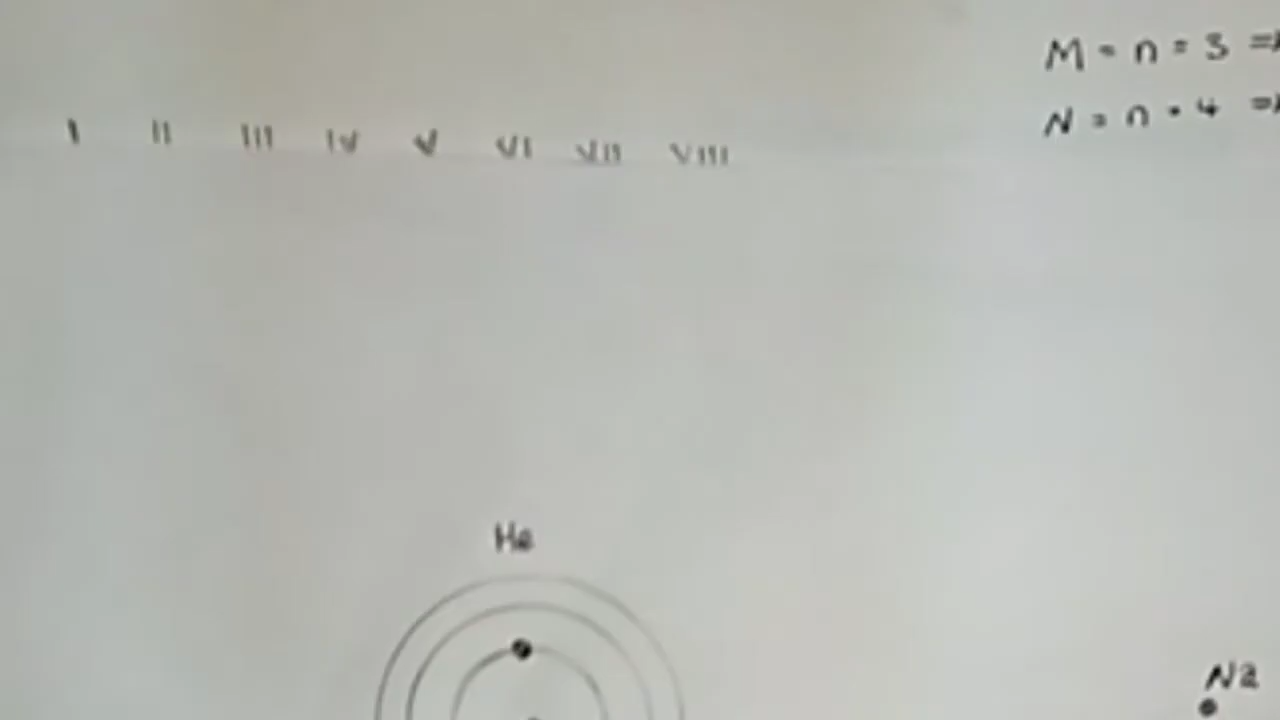 M = n = 3 =>
N = n = 4 =>
I II III IV V VI VII VIII
He
Na